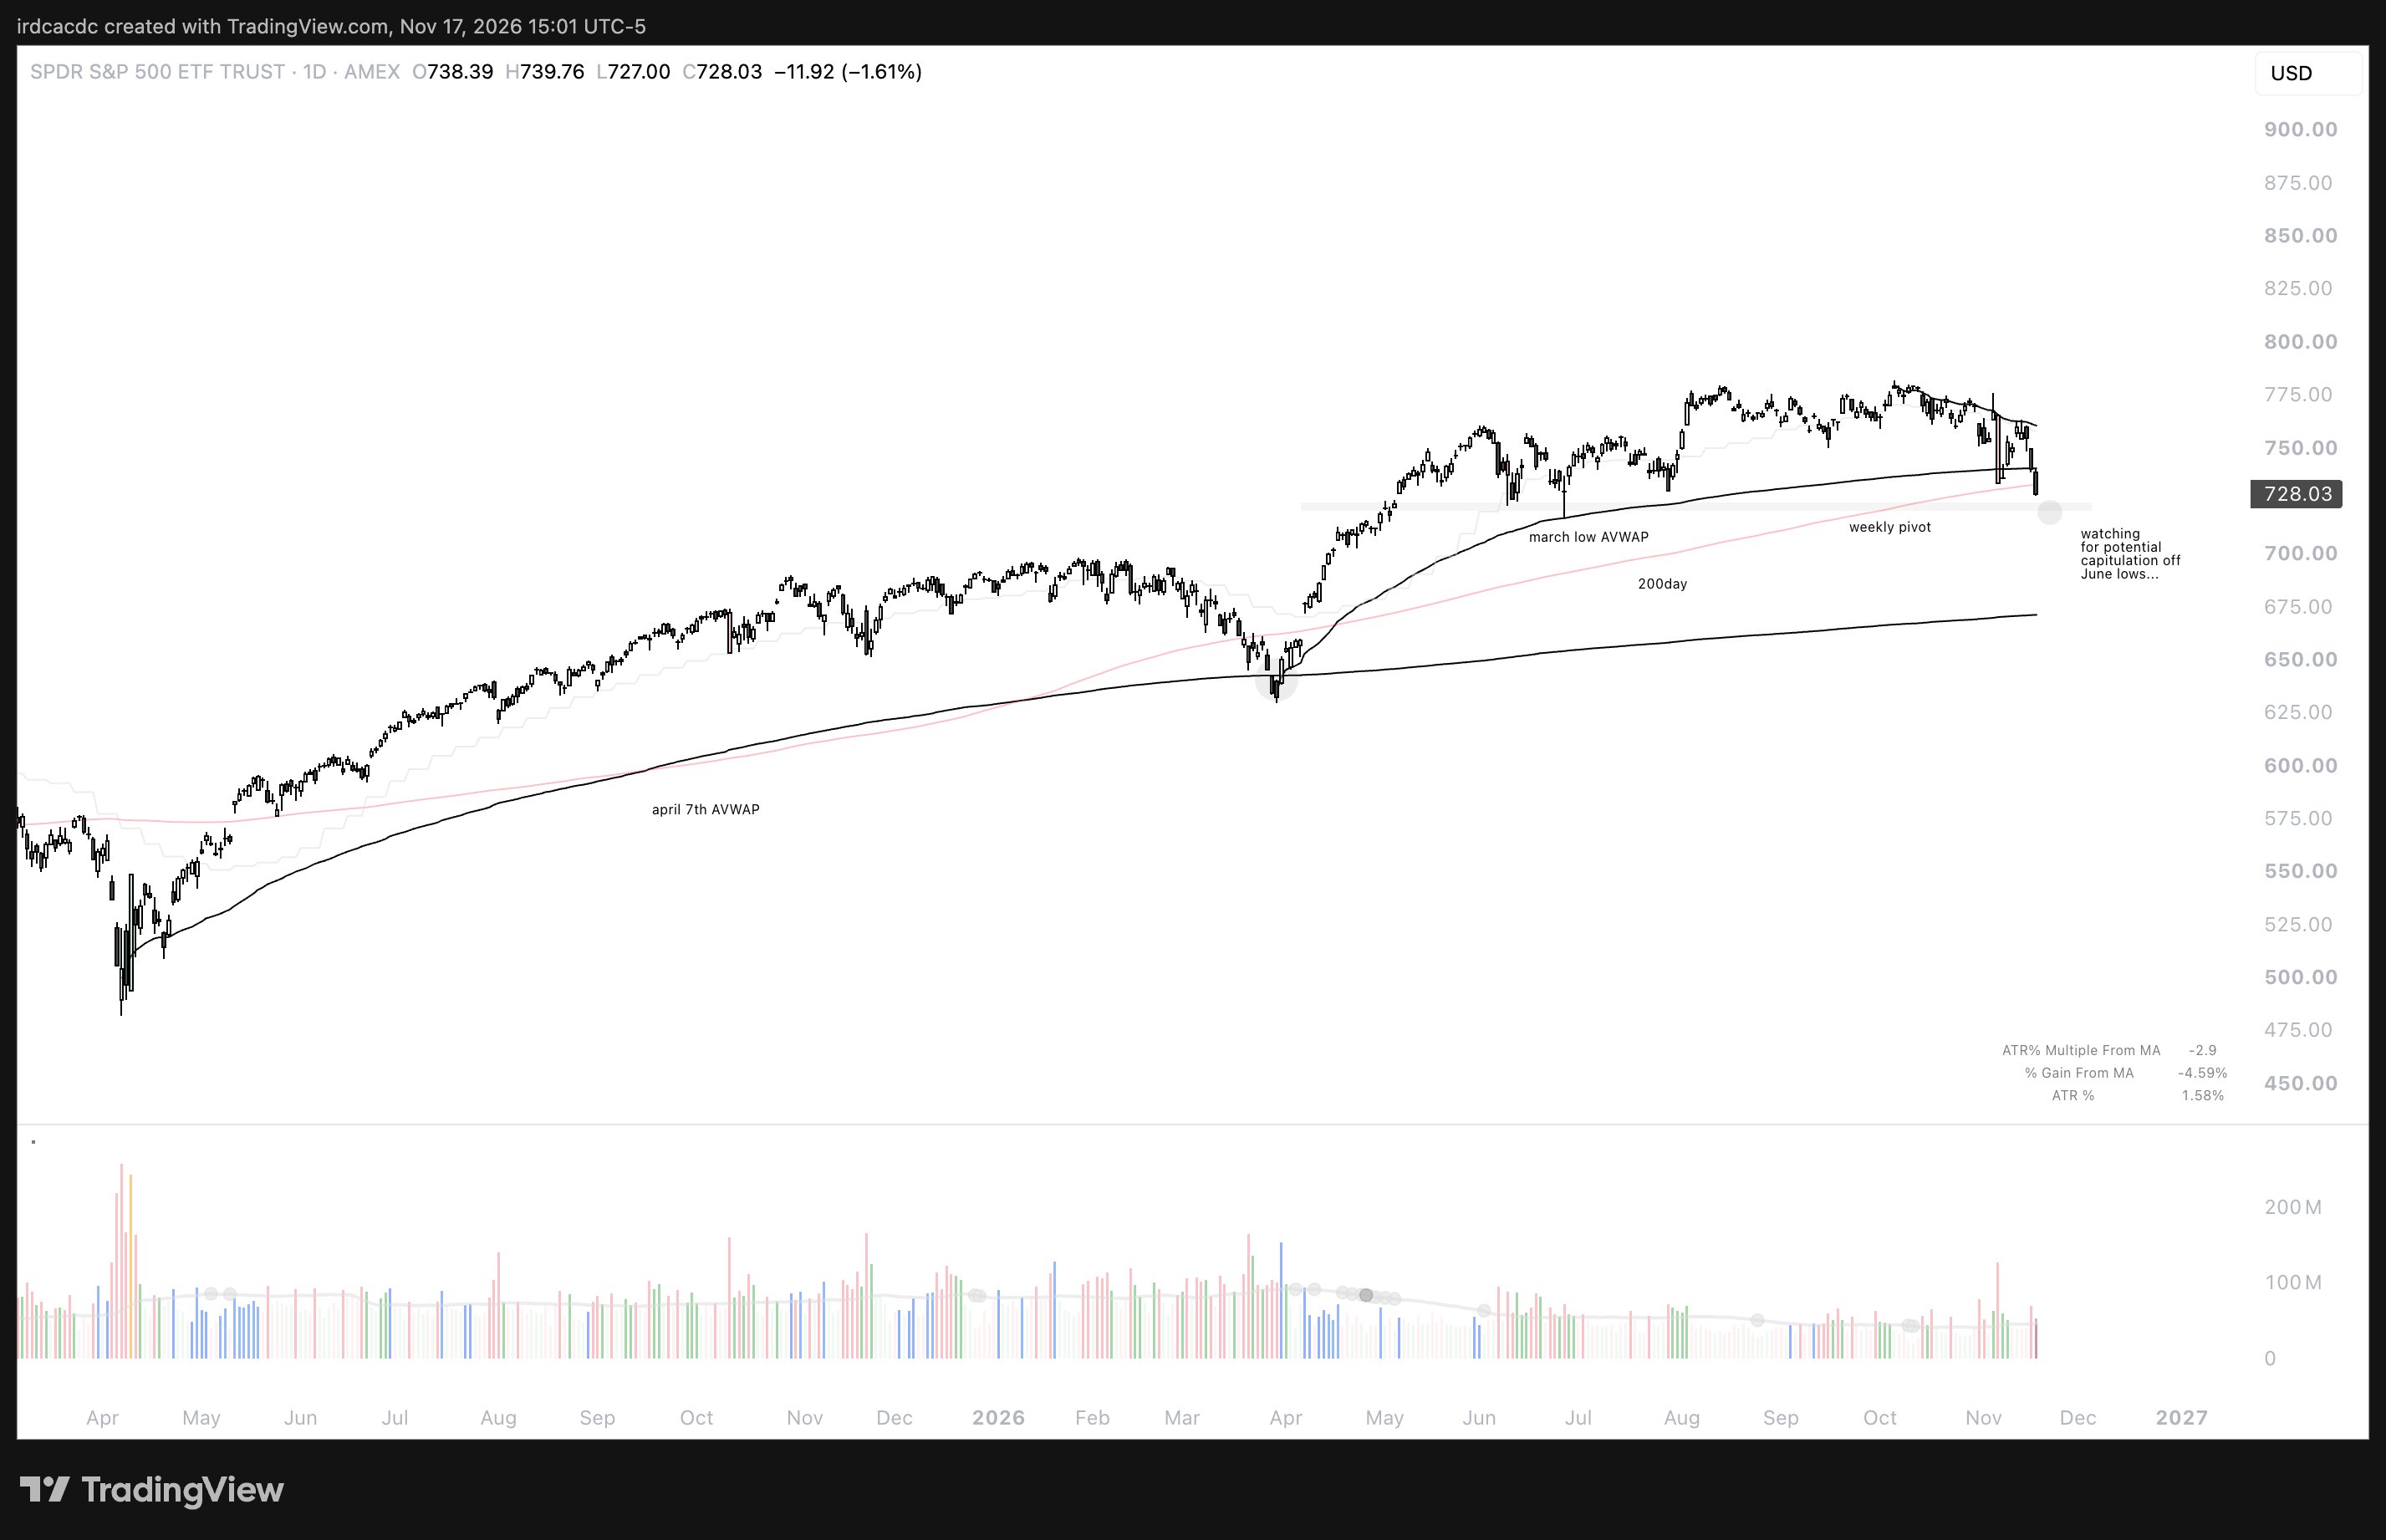 irdcacdc created with TradingView.com, Nov 17, 2026 15:01 UTC-5
SPDR S&P 500 ETF TRUST · 1D · AMEX O738.39 H739.76 L727.00 C728.03 −11.92 (−1.61%)
USD
900.00
875.00
850.00
825.00
800.00
775.00
750.00
728.03
700.00
675.00
650.00
625.00
600.00
575.00
550.00
525.00
500.00
475.00
450.00
march low AVWAP
weekly pivot
200day
watching
for potential
capitulation off
June lows...
april 7th AVWAP
ATR% Multiple From MA -2.9
% Gain From MA -4.59%
ATR % 1.58%
200 M
100 M
0
Apr May Jun Jul Aug Sep Oct Nov Dec 2026 Feb Mar Apr May Jun Jul Aug Sep Oct Nov Dec 2027
TradingView